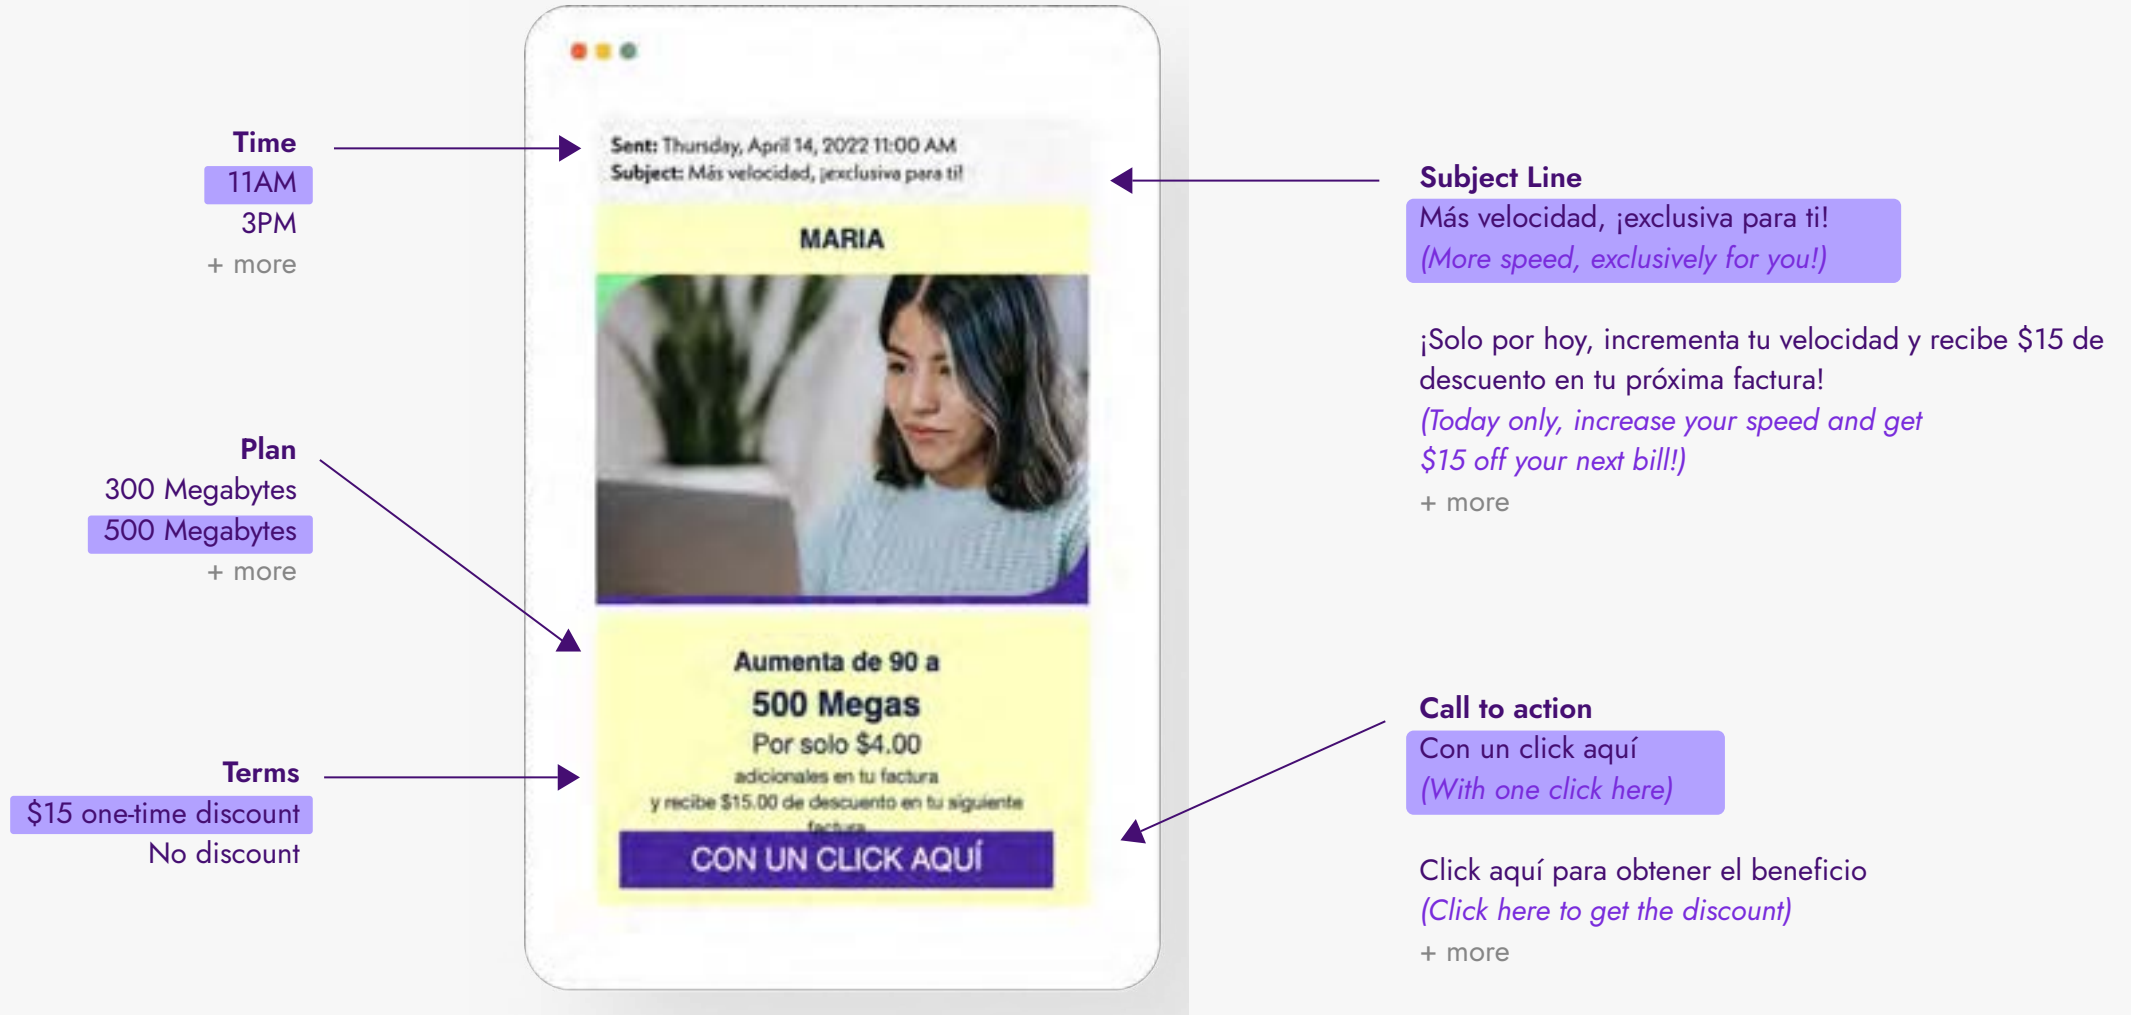 Time
11AM
3PM
+ more
Plan
300 Megabytes
500 Megabytes
+ more
Terms
$15 one-time discount
No discount
Sent: Thursday, April 14, 2022 11:00 AM
Subject: Más velocidad, ¡exclusiva para ti!
MARIA
Aumenta de 90 a
500 Megas
Por solo $4.00
adicionales en tu factura
y recibe $15.00 de descuento en tu siguiente
factura
CON UN CLICK AQUÍ
Subject Line
Más velocidad, ¡exclusiva para ti!
(More speed, exclusively for you!)
¡Solo por hoy, incrementa tu velocidad y recibe $15 de
descuento en tu próxima factura!
(Today only, increase your speed and get
$15 off your next bill!)
+ more
Call to action
Con un click aquí
(With one click here)
Click aquí para obtener el beneficio
(Click here to get the discount)
+ more